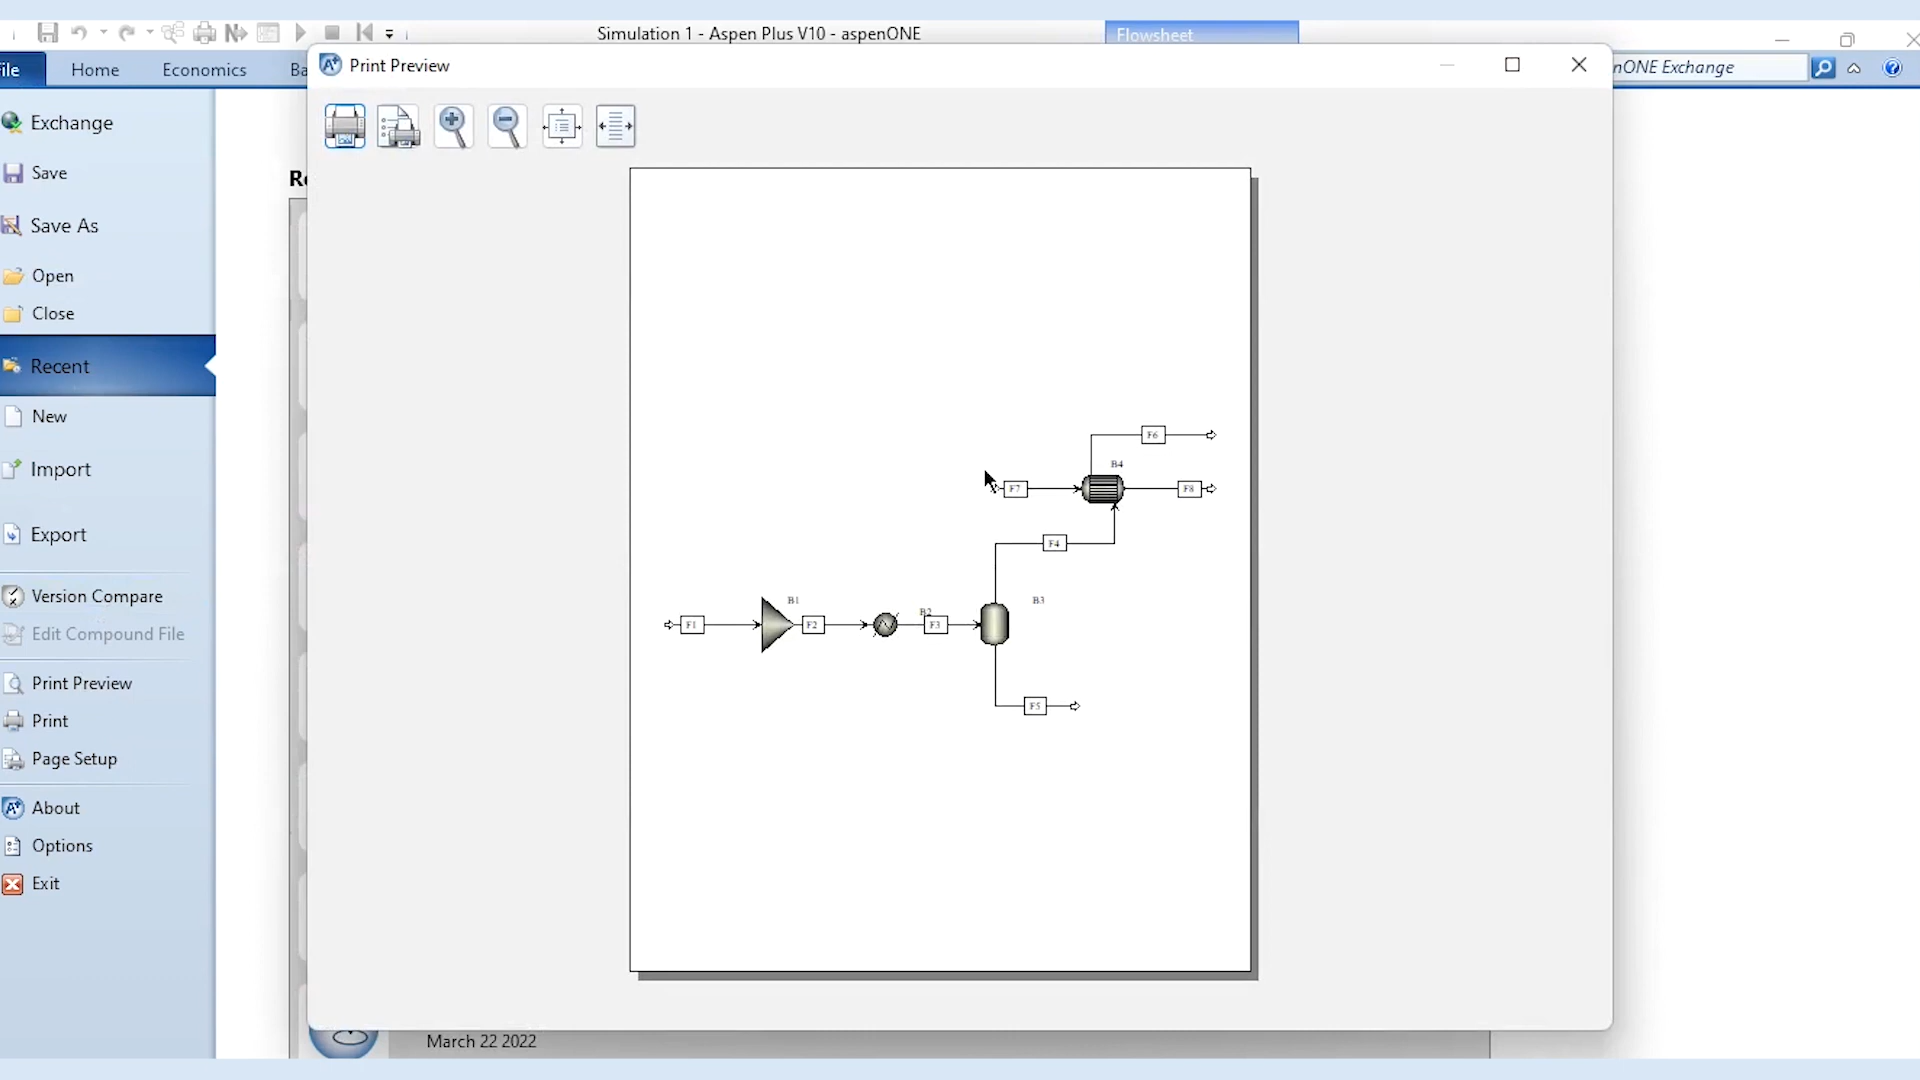 Simulation 1 - Aspen Plus V10 - aspenONE
Flowsheet
ile
Home
Economics
Ba
nONE Exchange
Print Preview
Exchange
Save
Save As
Open
Close
Recent
New
Import
Export
Version Compare
Edit Compound File
Print Preview
Print
Page Setup
About
Options
Exit
Re
F6
B4
F7
F8
F4
B1
B2
B3
F1
F2
F3
F5
March 22 2022